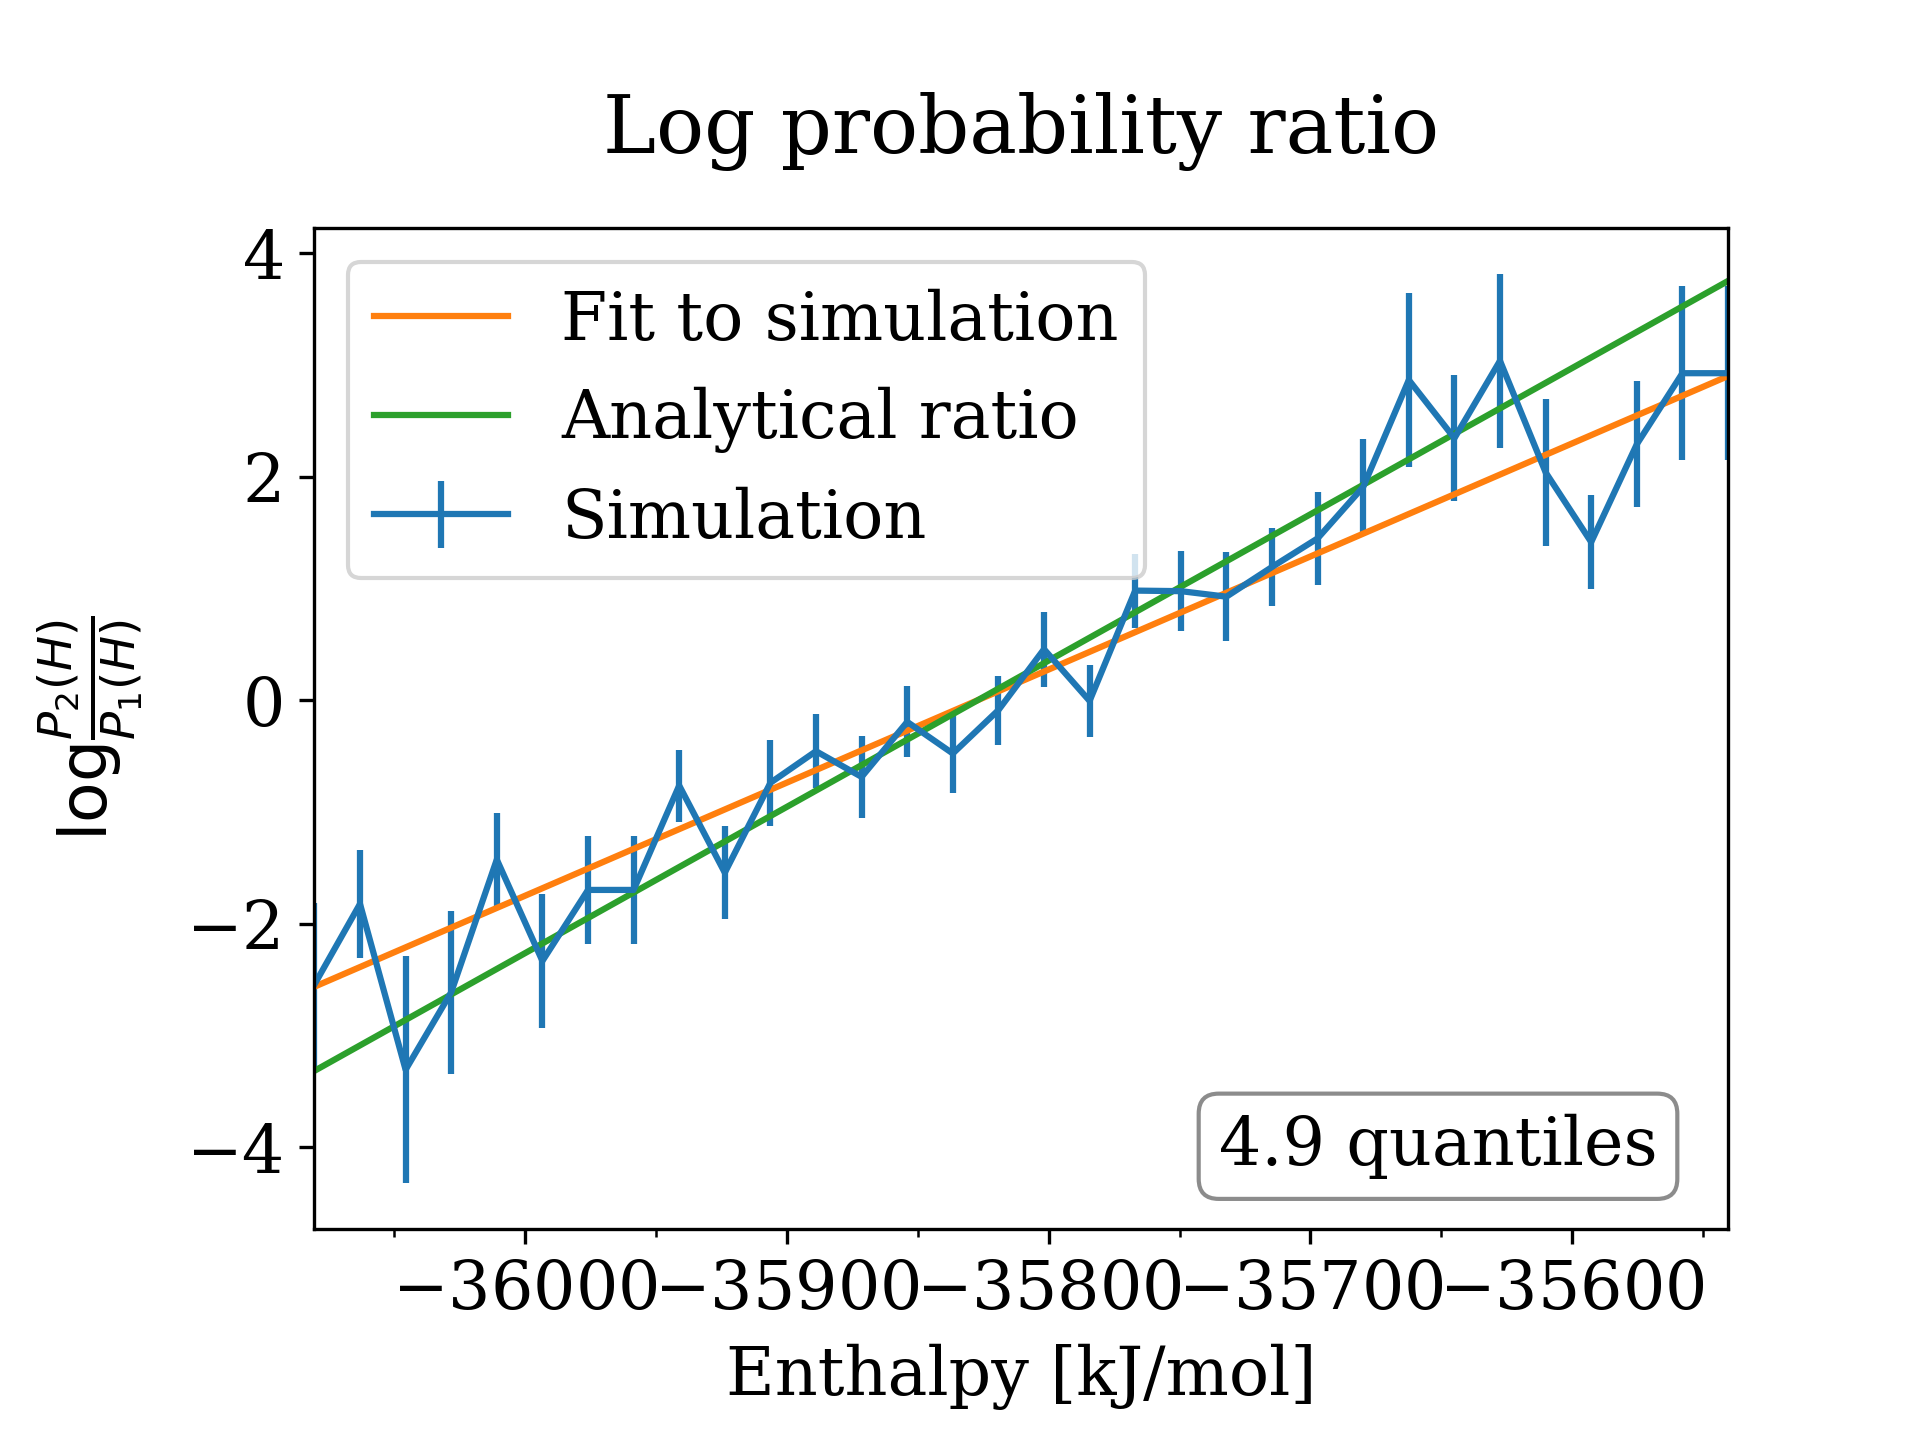 Log probability ratio
4
2
0
−2
−4
log P₂(H)
P₁(H)
Fit to simulation
Analytical ratio
Simulation
4.9 quantiles
−36000 −35900 −35800 −35700 −35600
Enthalpy [kJ/mol]